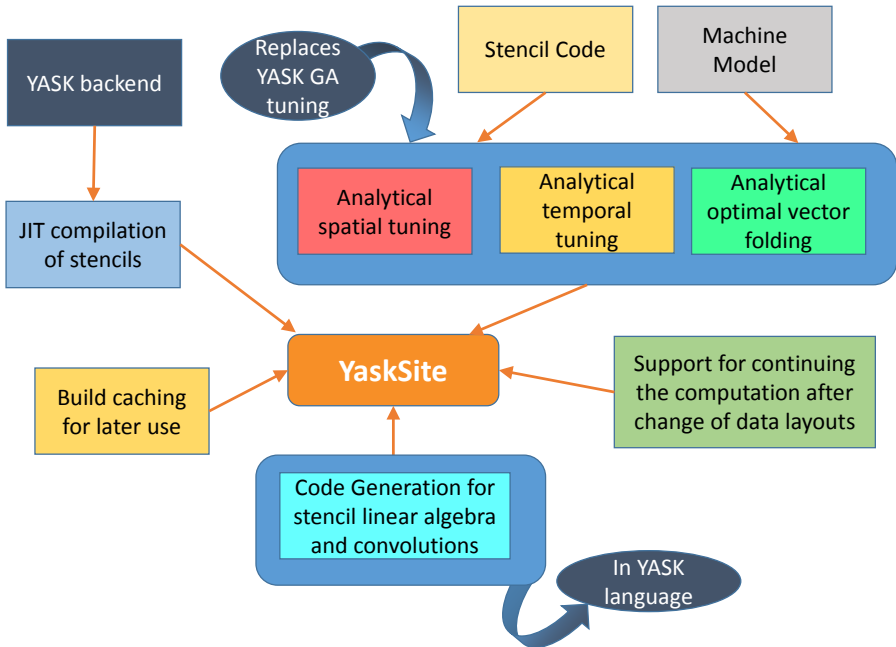 Replaces
YASK GA
tuning
Stencil Code
Machine
Model
YASK backend
Analytical
spatial tuning
Analytical
temporal
tuning
Analytical
optimal vector
folding
JIT compilation
of stencils
YaskSite
Build caching
for later use
Support for continuing
the computation after
change of data layouts
Code Generation for
stencil linear algebra
and convolutions
In YASK
language